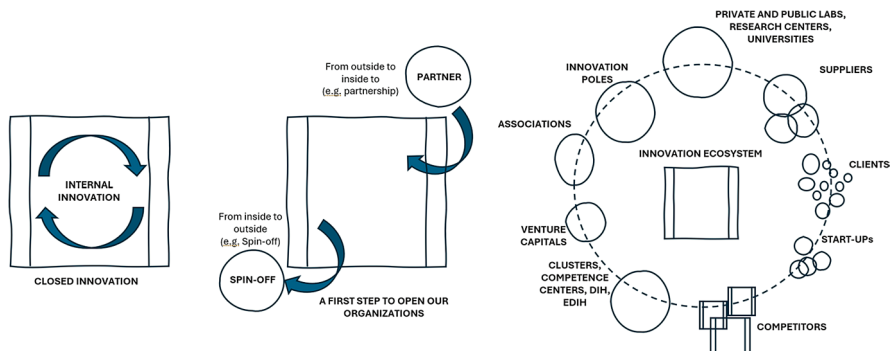 INTERNAL
INNOVATION
CLOSED INNOVATION
From outside to
inside to
(e.g, partnership)
PARTNER
From inside to
outside
(e.g, Spin-off)
SPIN-OFF
A FIRST STEP TO OPEN OUR
ORGANIZATIONS
PRIVATE AND PUBLIC LABS,
RESEARCH CENTERS,
UNIVERSITIES
INNOVATION
POLES
SUPPLIERS
ASSOCIATIONS
INNOVATION ECOSYSTEM
CLIENTS
VENTURE
CAPITALS
START-UPs
CLUSTERS,
COMPETENCE
CENTERS, DIH,
EDIH
COMPETITORS